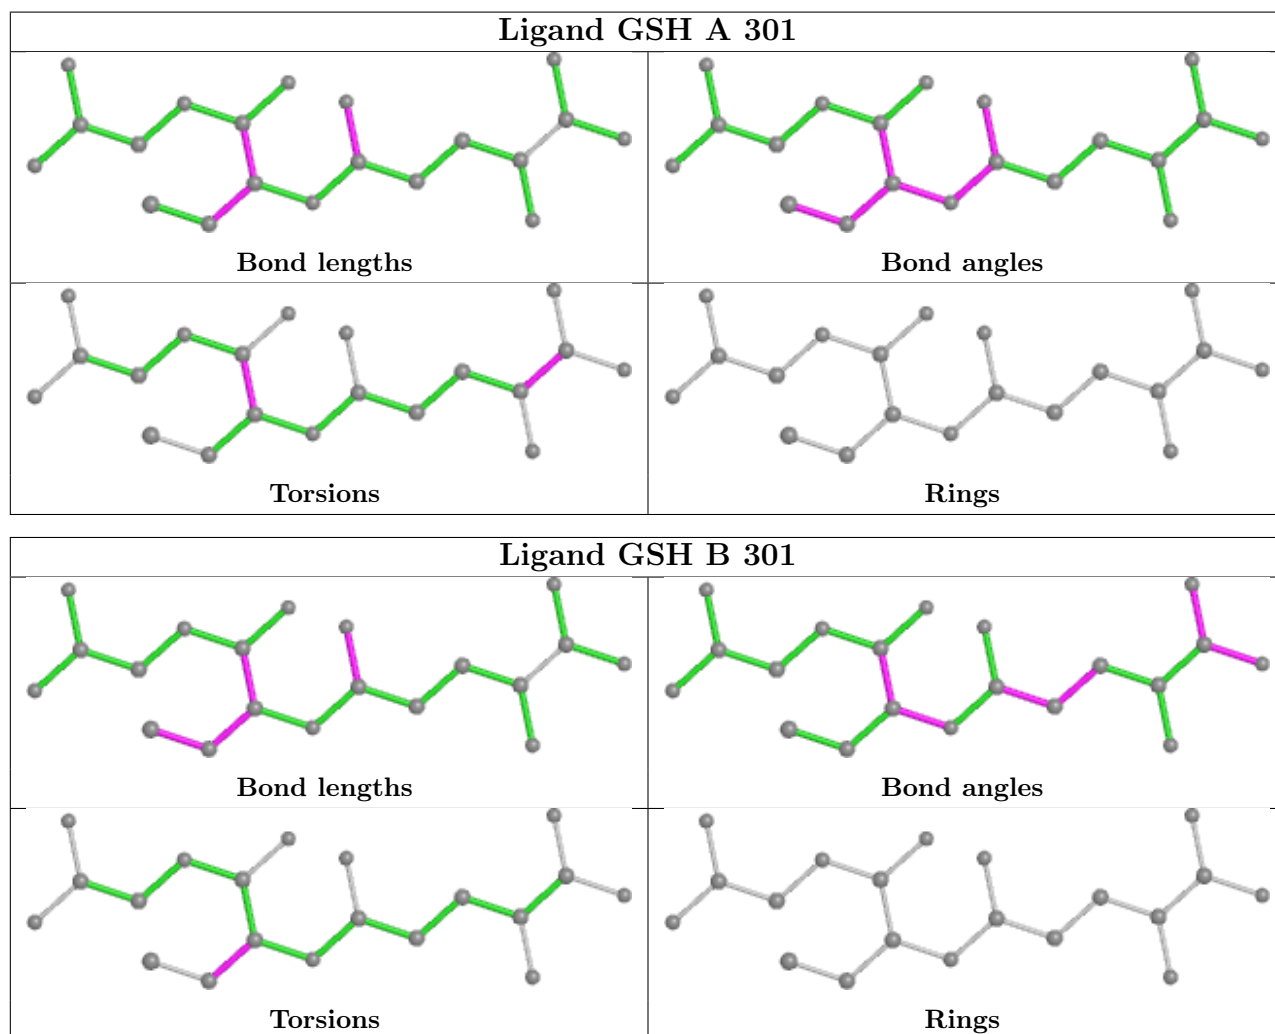 Ligand GSH A 301
Bond lengths
Bond angles
Torsions
Rings
Ligand GSH B 301
Bond lengths
Bond angles
Torsions
Rings